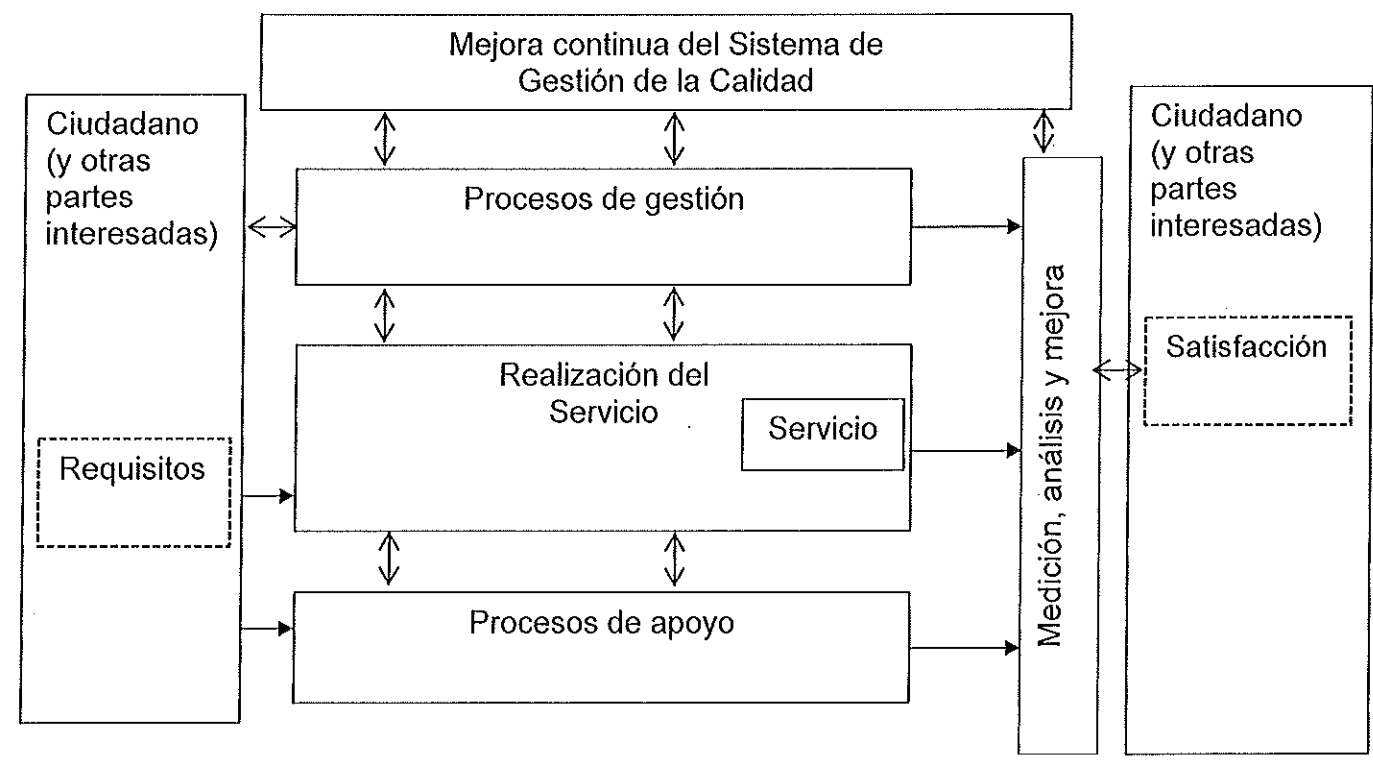 Mejora continua del Sistema de
Gestión de la Calidad
Ciudadano
(y otras
partes
interesadas)
Requisitos
Procesos de gestión
Realización del
Servicio
Servicio
Procesos de apoyo
Medición, análisis y mejora
Ciudadano
(y otras
partes
interesadas)
Satisfacción